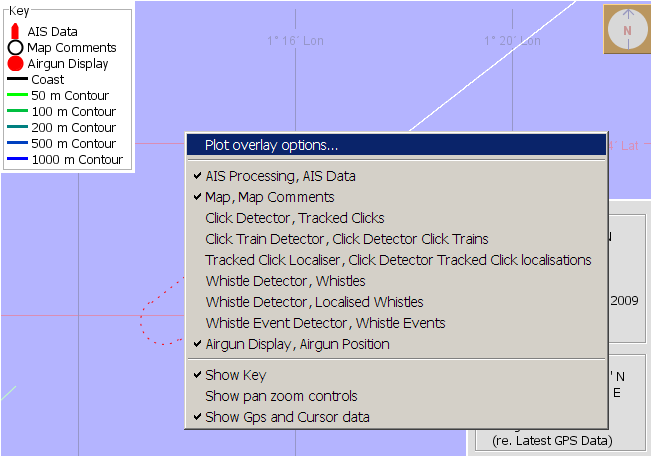 Key
AIS Data
Map Comments
Airgun Display
Coast
50 m Contour
100 m Contour
200 m Contour
500 m Contour
1000 m Contour
1° 16' Lon
1° 20' Lon
N
' Lat
Plot overlay options...
AIS Processing, AIS Data
Map, Map Comments
Click Detector, Tracked Clicks
Click Train Detector, Click Detector Click Trains
Tracked Click Localiser, Click Detector Tracked Click localisations
Whistle Detector, Whistles
Whistle Detector, Localised Whistles
Whistle Event Detector, Whistle Events
Airgun Display, Airgun Position
Show Key
Show pan zoom controls
Show Gps and Cursor data
2009
' N
E
(re. Latest GPS Data)